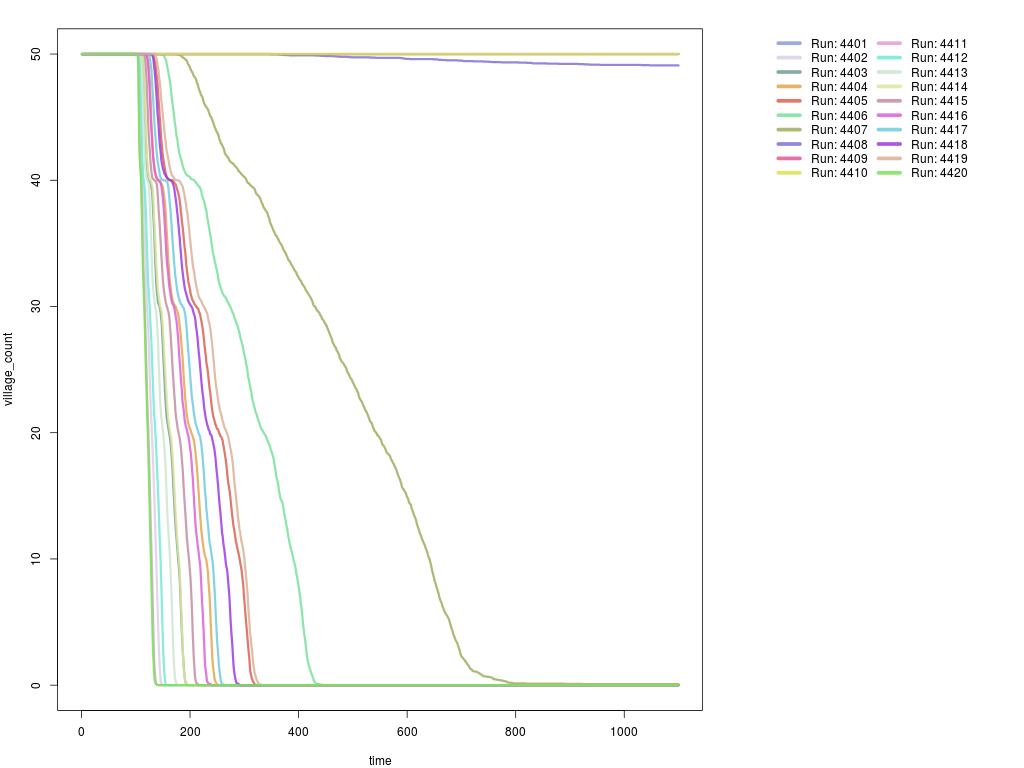 50
40
30
20
10
0
village_count
0 200 400 600 800 1000
time
Run: 4401 Run: 4411
Run: 4402 Run: 4412
Run: 4403 Run: 4413
Run: 4404 Run: 4414
Run: 4405 Run: 4415
Run: 4406 Run: 4416
Run: 4407 Run: 4417
Run: 4408 Run: 4418
Run: 4409 Run: 4419
Run: 4410 Run: 4420